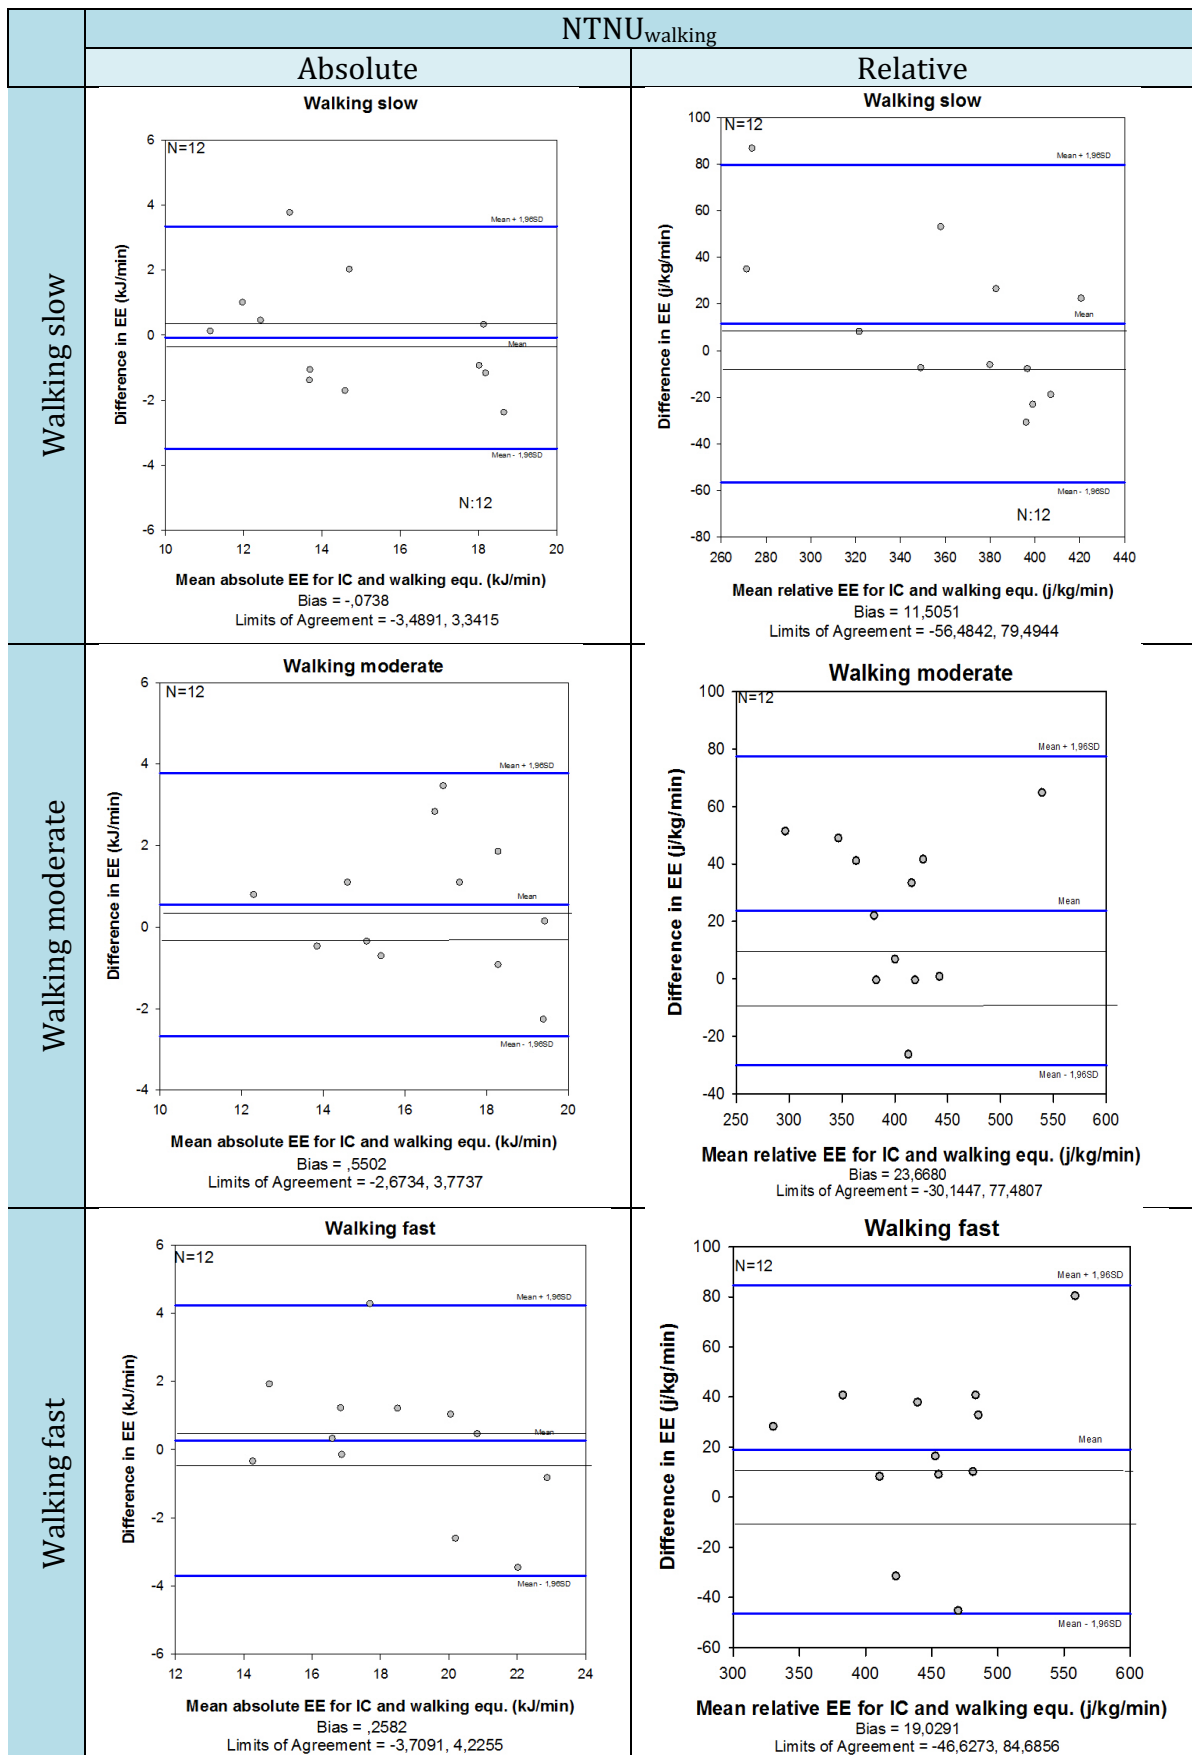 NTNUwalking
Absolute
Relative
Walking slow
Walking slow
N=12
6
4
2
0
-2
-4
-6
Difference in EE (kJ/min)
Mean + 1,96SD
Mean
Mean - 1,96SD
N:12
10 12 14 16 18 20
Mean absolute EE for IC and walking equ. (kJ/min)
Bias = -,0738
Limits of Agreement = -3,4891, 3,3415
Walking slow
N=12
100
80
60
40
20
0
-20
-40
-60
-80
Difference in EE (j/kg/min)
Mean + 1,96SD
Mean
Mean - 1,96SD
N:12
260 280 300 320 340 360 380 400 420 440
Mean relative EE for IC and walking equ. (j/kg/min)
Bias = 11,5051
Limits of Agreement = -56,4842, 79,4944
Walking moderate
Walking moderate
N=12
6
4
2
0
-2
-4
Difference in EE (kJ/min)
Mean + 1,96SD
Mean
Mean - 1,96SD
10 12 14 16 18 20
Mean absolute EE for IC and walking equ. (kJ/min)
Bias = ,5502
Limits of Agreement = -2,6734, 3,7737
Walking moderate
N=12
100
80
60
40
20
0
-20
-40
Difference in EE (j/kg/min)
Mean + 1,96SD
Mean
Mean - 1,96SD
250 300 350 400 450 500 550 600
Mean relative EE for IC and walking equ. (j/kg/min)
Bias = 23,6680
Limits of Agreement = -30,1447, 77,4807
Walking fast
Walking fast
N=12
6
4
2
0
-2
-4
-6
Difference in EE (kJ/min)
Mean + 1,96SD
Mean
Mean - 1,96SD
12 14 16 18 20 22 24
Mean absolute EE for IC and walking equ. (kJ/min)
Bias = ,2582
Limits of Agreement = -3,7091, 4,2255
Walking fast
N=12
100
80
60
40
20
0
-20
-40
-60
Difference in EE (j/kg/min)
Mean + 1,96SD
Mean
Mean - 1,96SD
300 350 400 450 500 550 600
Mean relative EE for IC and walking equ. (j/kg/min)
Bias = 19,0291
Limits of Agreement = -46,6273, 84,6856